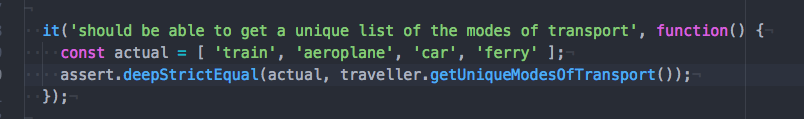 it('should be able to get a unique list of the modes of transport', function() {
const actual = [ 'train', 'aeroplane', 'car', 'ferry' ];
assert.deepStrictEqual(actual, traveller.getUniqueModesOfTransport());
});